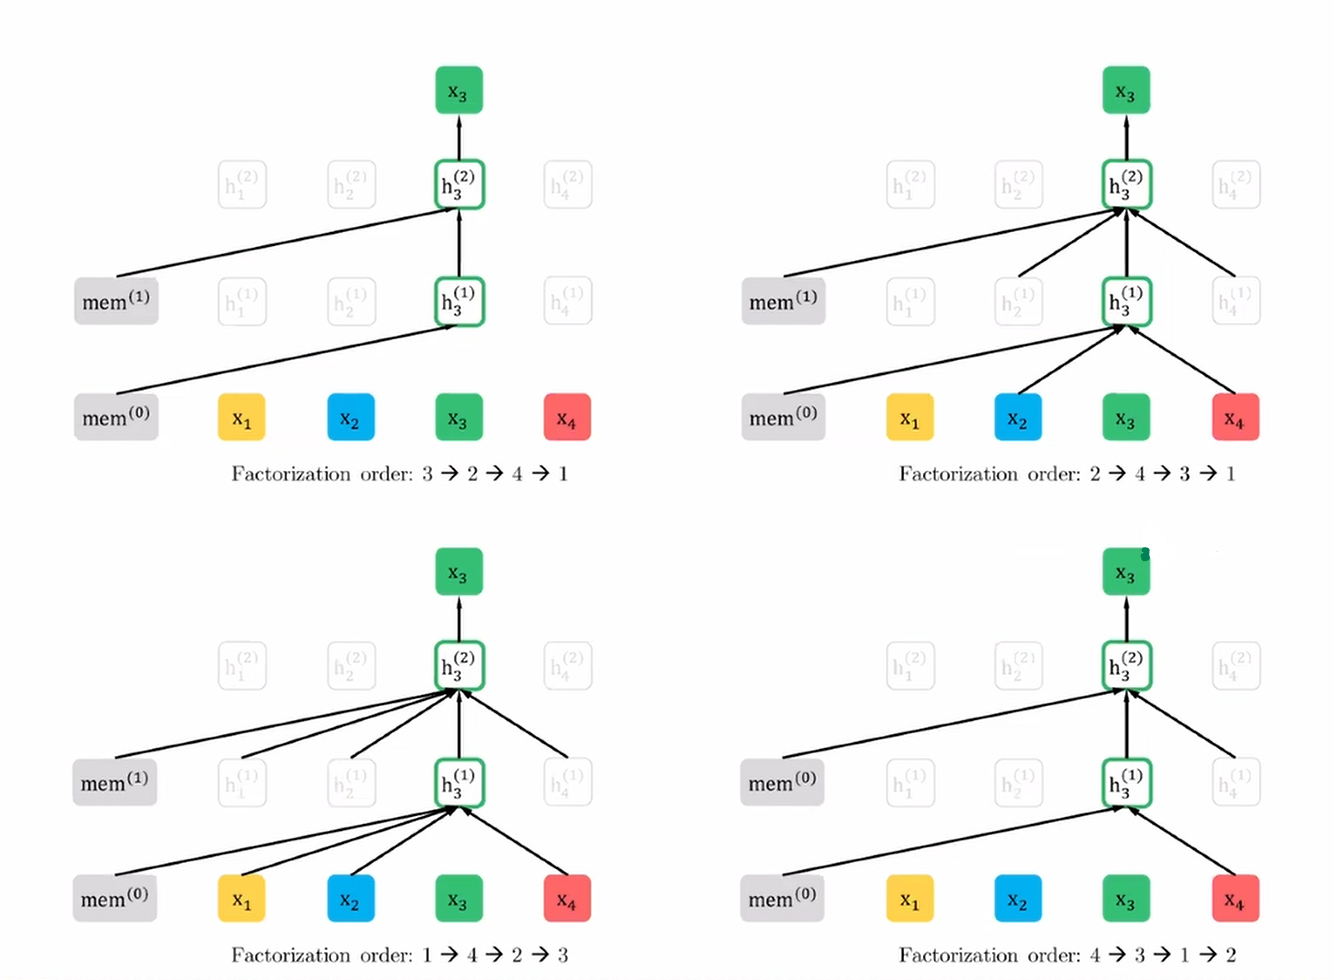 x₃ x₃
h₁⁽²⁾ h₂⁽²⁾ h₃⁽²⁾ h₄⁽²⁾ h₁⁽²⁾ h₂⁽²⁾ h₃⁽²⁾ h₄⁽²⁾
mem⁽¹⁾ h₁⁽¹⁾ h₂⁽¹⁾ h₃⁽¹⁾ h₄⁽¹⁾ mem⁽¹⁾ h₁⁽¹⁾ h₂⁽¹⁾ h₃⁽¹⁾ h₄⁽¹⁾
mem⁽⁰⁾ x₁ x₂ x₃ x₄ mem⁽⁰⁾ x₁ x₂ x₃ x₄
Factorization order: 3 → 2 → 4 → 1 Factorization order: 2 → 4 → 3 → 1
x₃ x₃
h₁⁽²⁾ h₂⁽²⁾ h₃⁽²⁾ h₄⁽²⁾ h₁⁽²⁾ h₂⁽²⁾ h₃⁽²⁾ h₄⁽²⁾
mem⁽¹⁾ h₁⁽¹⁾ h₂⁽¹⁾ h₃⁽¹⁾ h₄⁽¹⁾ mem⁽⁰⁾ h₁⁽¹⁾ h₂⁽¹⁾ h₃⁽¹⁾ h₄⁽¹⁾
mem⁽⁰⁾ x₁ x₂ x₃ x₄ mem⁽⁰⁾ x₁ x₂ x₃ x₄
Factorization order: 1 → 4 → 2 → 3 Factorization order: 4 → 3 → 1 → 2